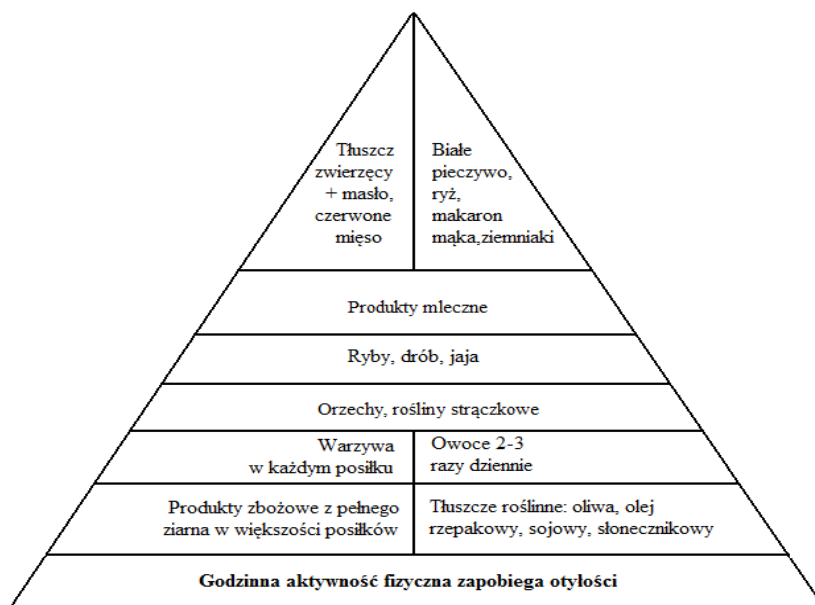 Tłuszcz
zwierzęcy
+ masło,
czerwone
mięso
Białe
pieczywo,
ryż,
makaron
mąka,ziemniaki
Produkty mleczne
Ryby, drób, jaja
Orzechy, rośliny strączkowe
Warzywa
w każdym posiłku
Owoce 2-3
razy dziennie
Produkty zbożowe z pełnego
ziarna w większości posiłków
Tłuszcze roślinne: oliwa, olej
rzepakowy, sojowy, słonecznikowy
Godzinna aktywność fizyczna zapobiega otyłości